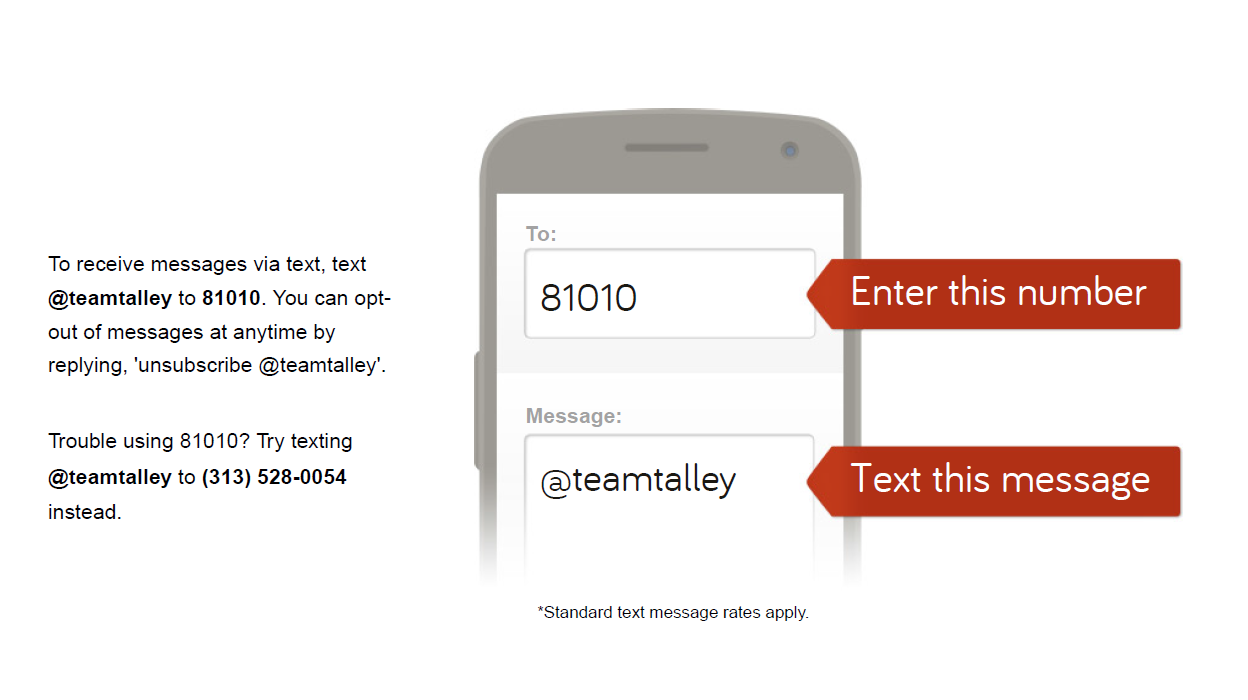 To receive messages via text, text
@teamtalley to 81010. You can opt-
out of messages at anytime by
replying, 'unsubscribe @teamtalley'.
Trouble using 81010? Try texting
@teamtalley to (313) 528-0054
instead.
To:
81010
Enter this number
Message:
@teamtalley
Text this message
*Standard text message rates apply.